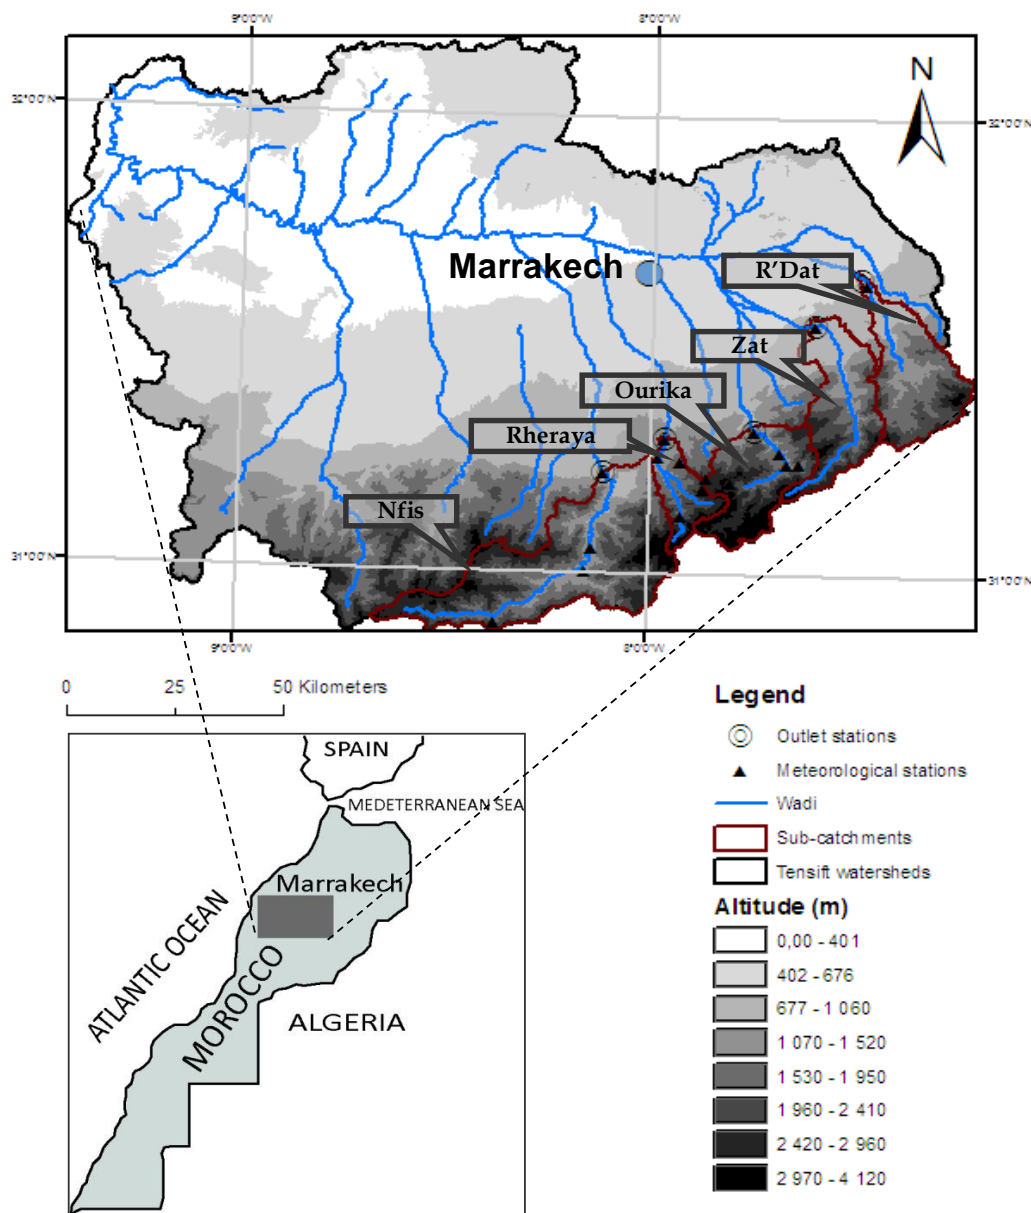 9°00'W
8°00'W
N
32°00'N
32°00'N
Marrakech
R'Dat
Zat
Ourika
Rheraya
Nfis
31°00'N
31°00'N
9°00'W
8°00'W
0
25
50 Kilometers
SPAIN
MEDETERRANEAN SEA
Marrakech
ATLANTIC OCEAN
MOROCCO
ALGERIA
Legend
Outlet stations
Meteorological stations
Wadi
Sub-catchments
Tensift watersheds
Altitude (m)
0,00 - 401
402 - 676
677 - 1 060
1 070 - 1 520
1 530 - 1 950
1 960 - 2 410
2 420 - 2 960
2 970 - 4 120